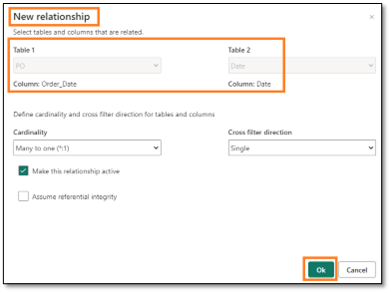 New relationship
Select tables and columns that are related.
Table 1 Table 2
PO Date
Column: Order_Date Column: Date
Define cardinality and cross filter direction for tables and columns
Cardinality Cross filter direction
Many to one (*:1) Single
Make this relationship active
Assume referential integrity
Ok Cancel